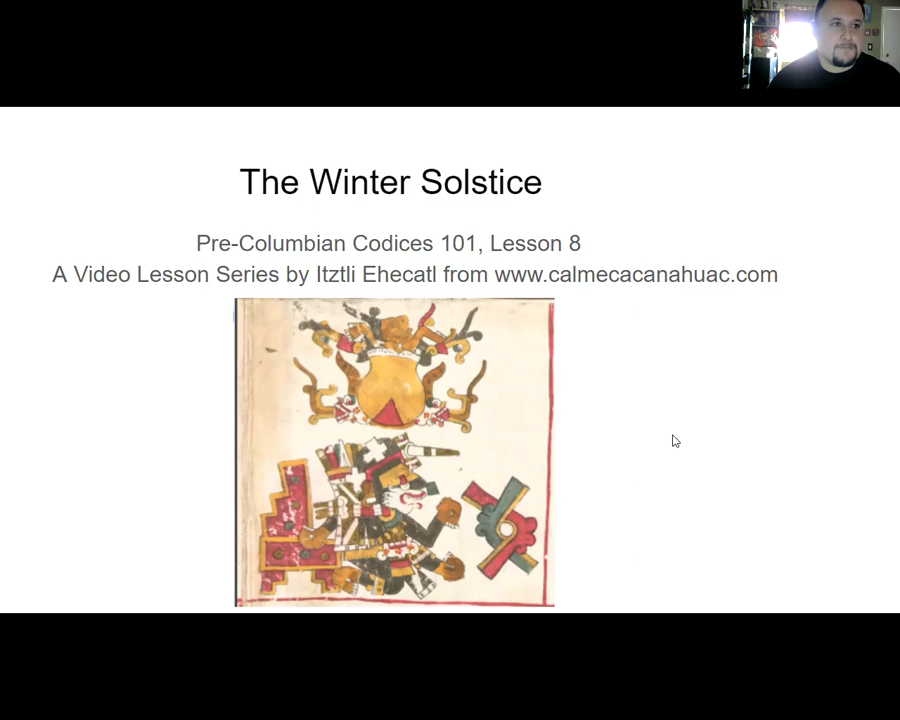 The Winter Solstice
Pre-Columbian Codices 101, Lesson 8
A Video Lesson Series by Itztli Ehecatl from www.calmecacanahuac.com